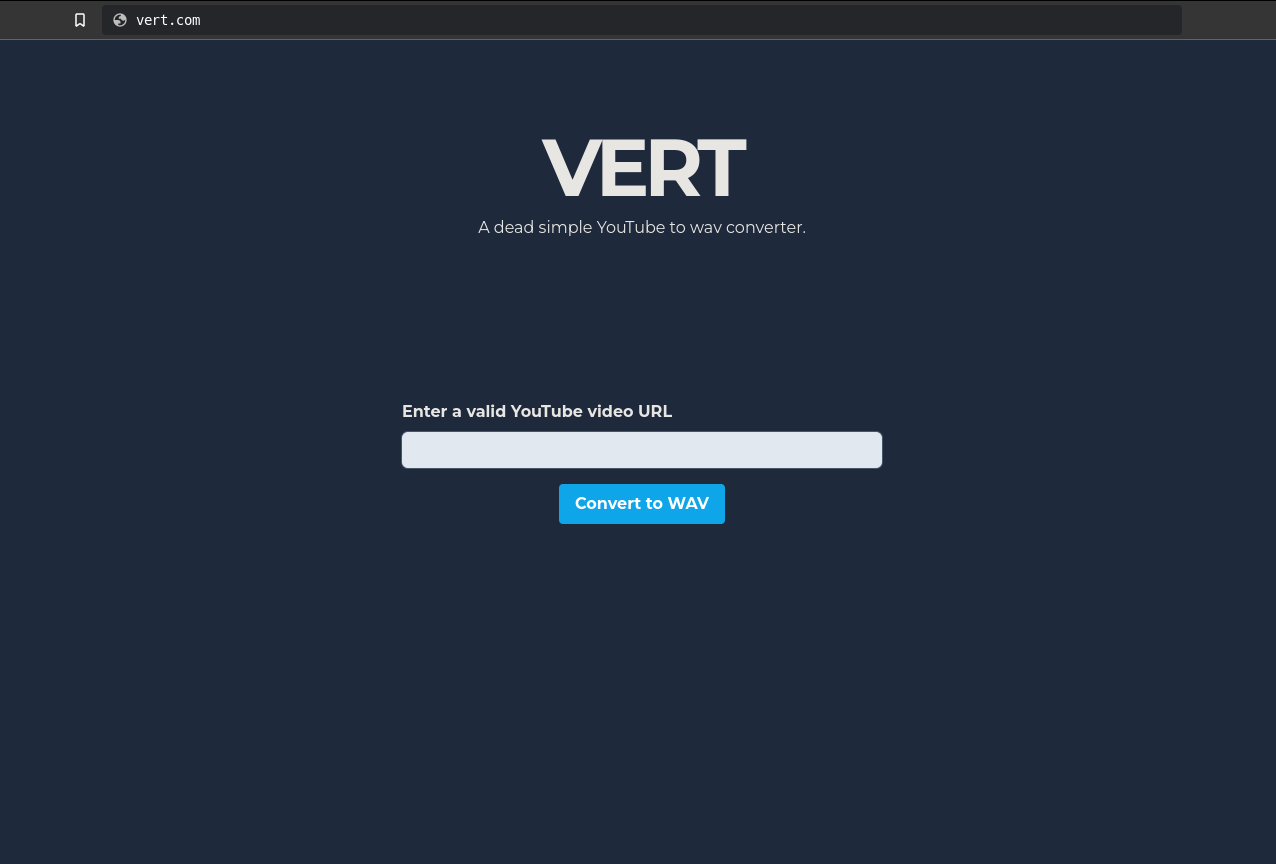 vert.com
VERT
A dead simple YouTube to wav converter.
Enter a valid YouTube video URL
Convert to WAV